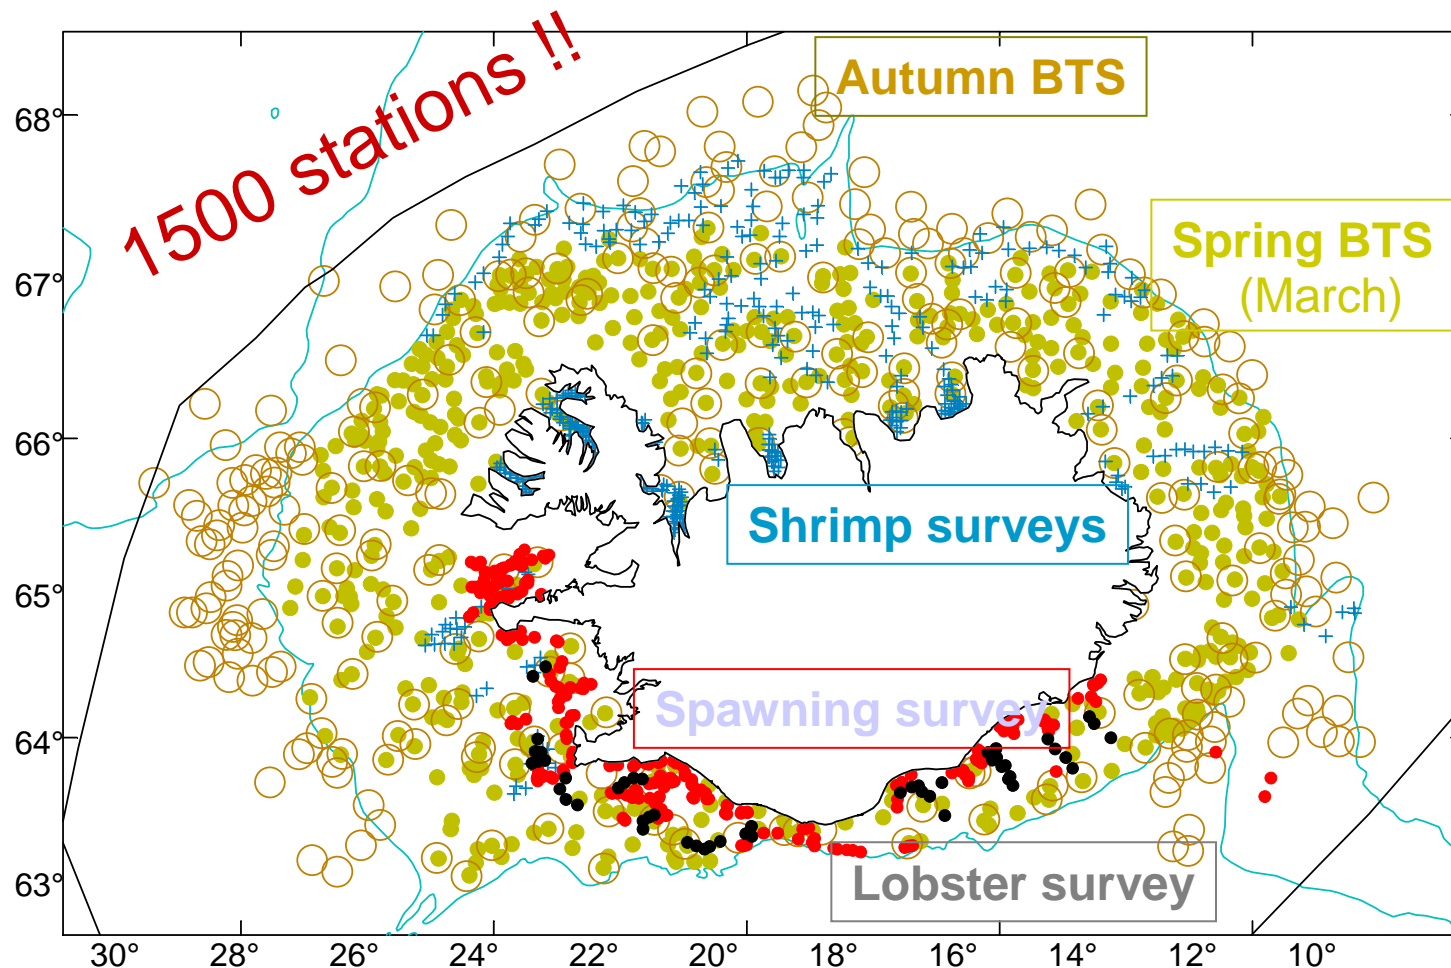 1500 stations !!
Autumn BTS
Spring BTS
(March)
Shrimp surveys
Spawning survey
Lobster survey
68°
67°
66°
65°
64°
63°
30° 28° 26° 24° 22° 20° 18° 16° 14° 12° 10°